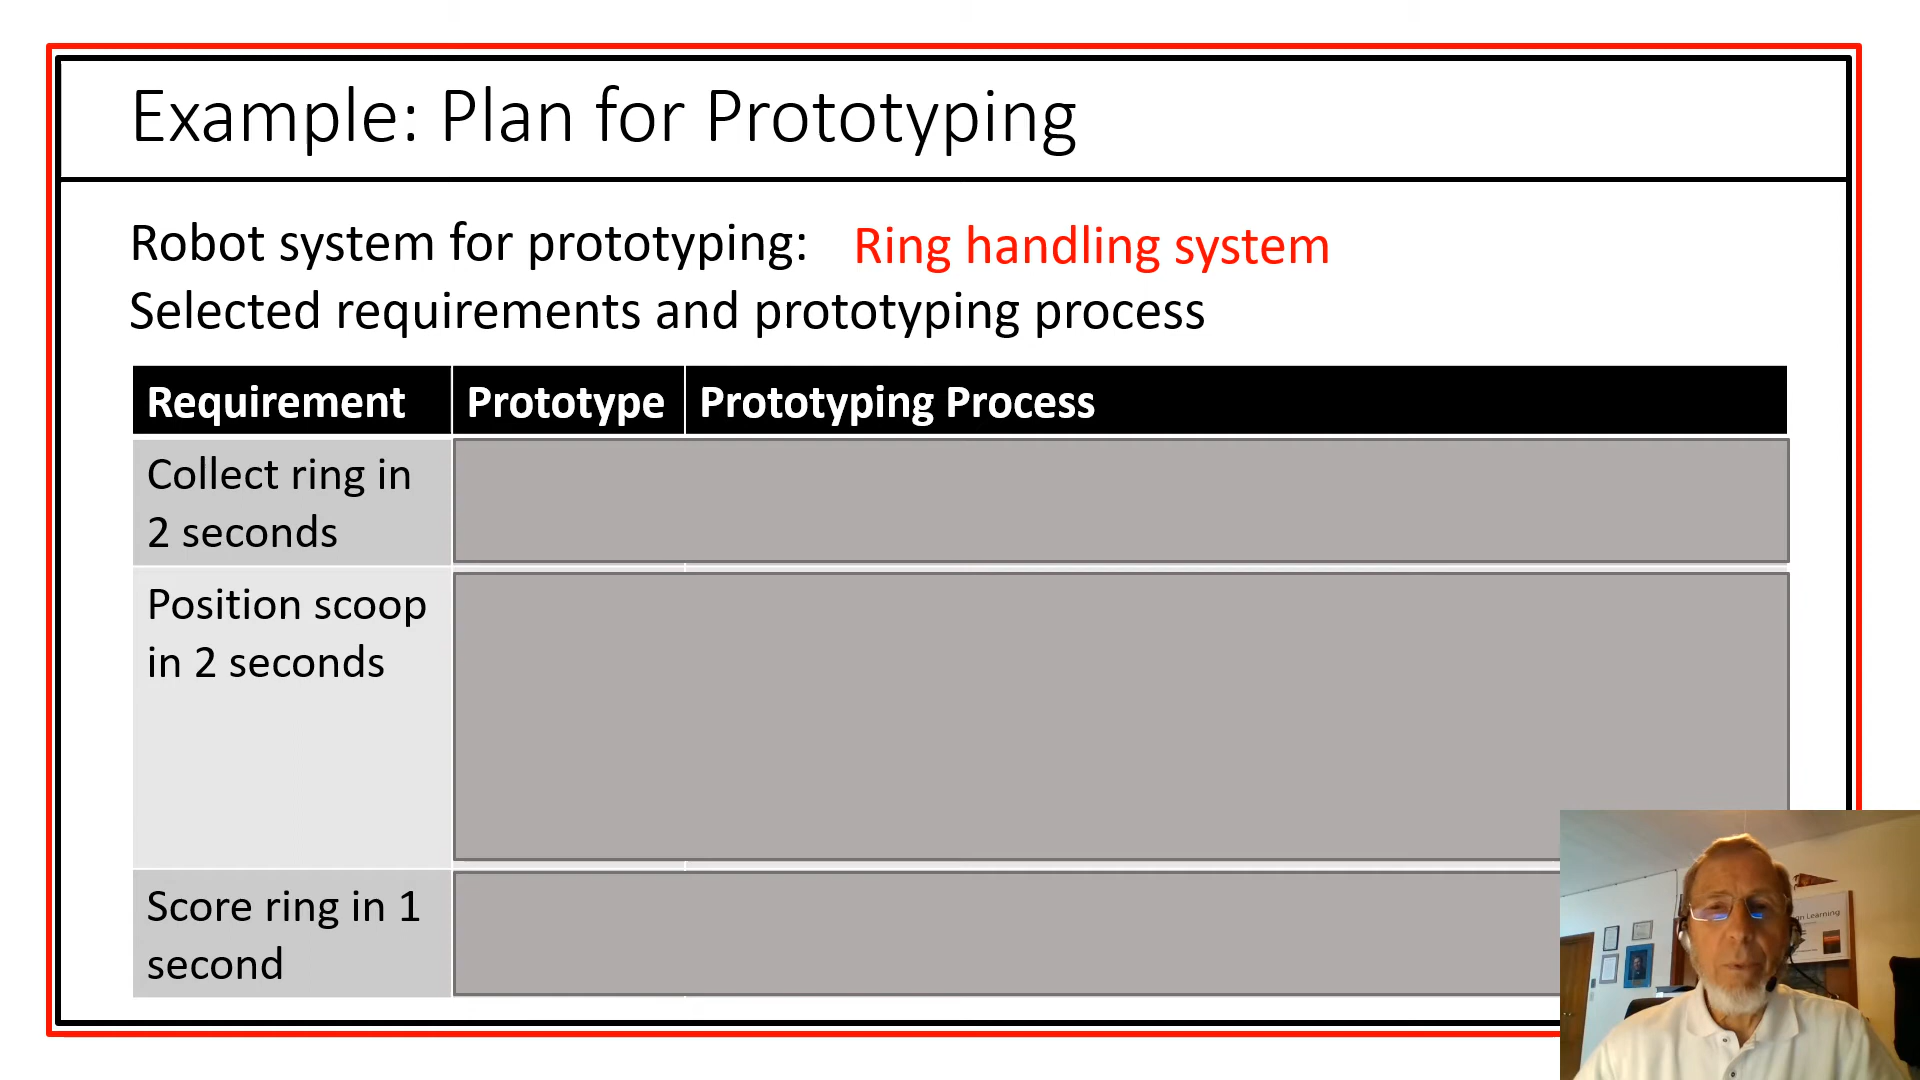 Example: Plan for Prototyping
Robot system for prototyping: Ring handling system
Selected requirements and prototyping process
Requirement Prototype Prototyping Process
Collect ring in
2 seconds
Position scoop
in 2 seconds
Score ring in 1
second
Learning